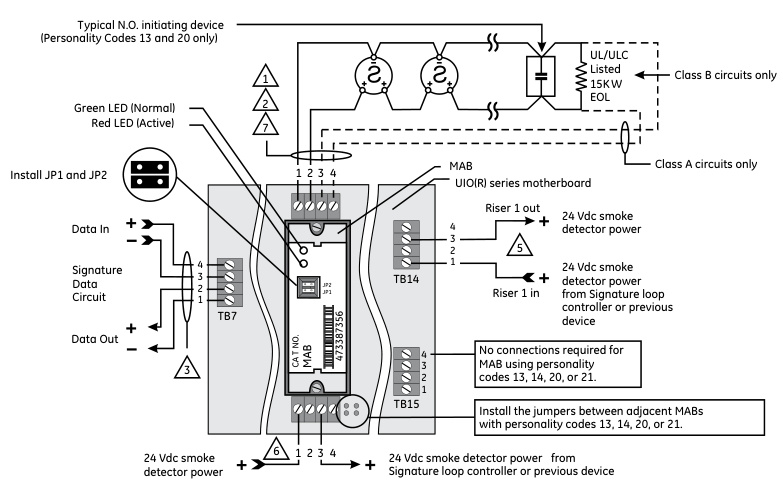 Typical N.O. initiating device
(Personality Codes 13 and 20 only)
1
2
7
UL/ULC
Listed
15KW
EOL
Class B circuits only
Class A circuits only
Green LED (Normal)
Red LED (Active)
Install JP1 and JP2
1 2 3 4
MAB
UIO(R) series motherboard
Data In
+
−
Signature
Data
Circuit
Data Out
+
−
4
3
2
1
TB7
3
S
S
JP2
JP1
CAT NO.
MAB
473387356
4
3
2
1
TB14
Riser 1 out
+
24 Vdc smoke
detector power
5
Riser 1 in
+
24 Vdc smoke
detector power
from Signature loop
controller or previous
device
4
3
2
1
TB15
No connections required for
MAB using personality
codes 13, 14, 20, or 21.
Install the jumpers between adjacent MABs
with personality codes 13, 14, 20, or 21.
24 Vdc smoke
detector power
+
6
1 2 3 4
+
24 Vdc smoke detector power from
Signature loop controller or previous device